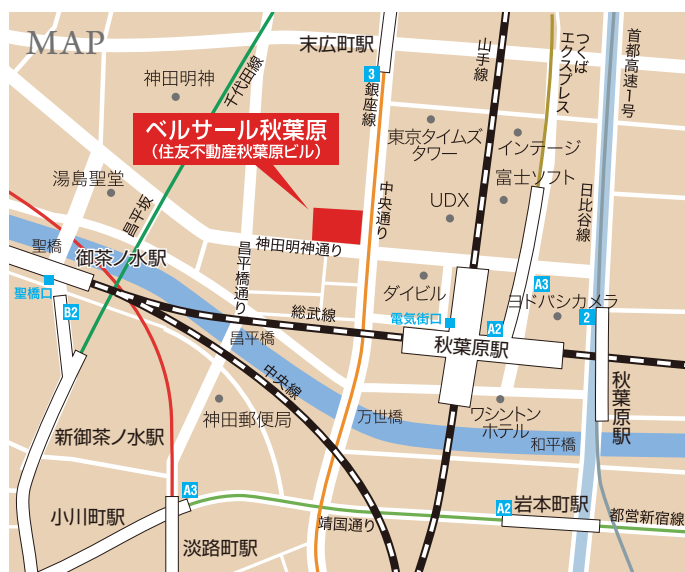 MAP
末広町駅
山手線
つくば
エクスプレス
首都高速1号
神田明神
千代田線
3
銀座線
東京タイムズ
タワー
インテージ
ベルサール秋葉原
(住友不動産秋葉原ビル)
富士ソフト
湯島聖堂
昌平坂
中央通り
UDX
日比谷線
聖橋
御茶ノ水駅
昌平橋通り
神田明神通り
聖橋口
B2
総武線
ダイビル
電気街口
A3
ヨドバシカメラ
A2
2
昌平橋
秋葉原駅
中央線
秋葉原駅
神田郵便局
万世橋
ワシントン
ホテル
和平橋
新御茶ノ水駅
A3
小川町駅
靖国通り
A2
岩本町駅
都営新宿線
淡路町駅